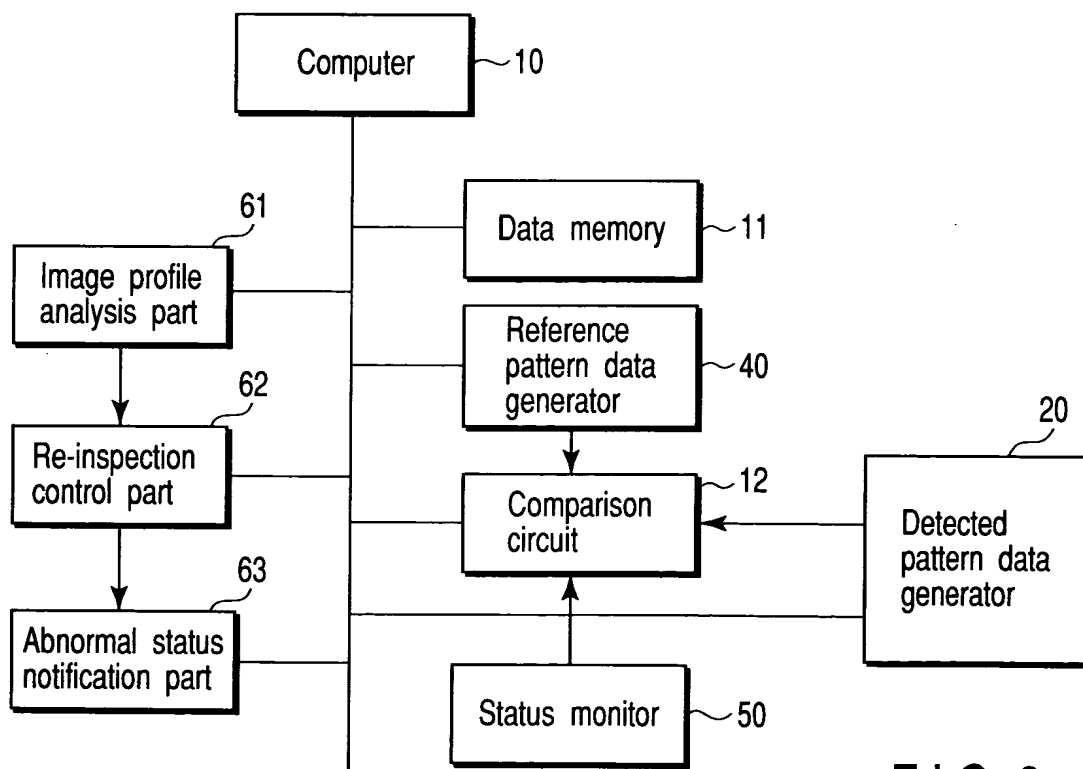 Computer
10
Data memory
11
61
Image profile
analysis part
Reference
pattern data
generator
40
62
Re-inspection
control part
20
12
Comparison
circuit
Detected
pattern data
generator
63
Abnormal status
notification part
Status monitor
50